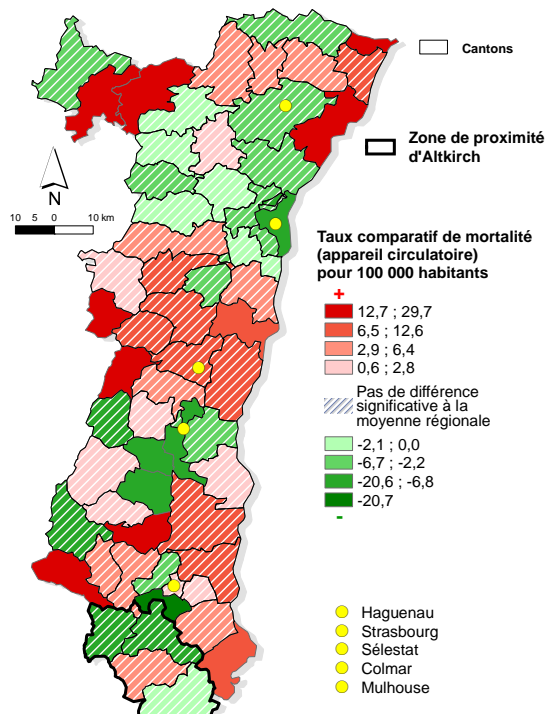 Cantons
Zone de proximité
d'Altkirch
N
10 5 0 10 km
Taux comparatif de mortalité
(appareil circulatoire)
pour 100 000 habitants
+
12,7 ; 29,7
6,5 ; 12,6
2,9 ; 6,4
0,6 ; 2,8
Pas de différence
significative à la
moyenne régionale
-2,1 ; 0,0
-6,7 ; -2,2
-20,6 ; -6,8
-20,7
-
Haguenau
Strasbourg
Sélestat
Colmar
Mulhouse